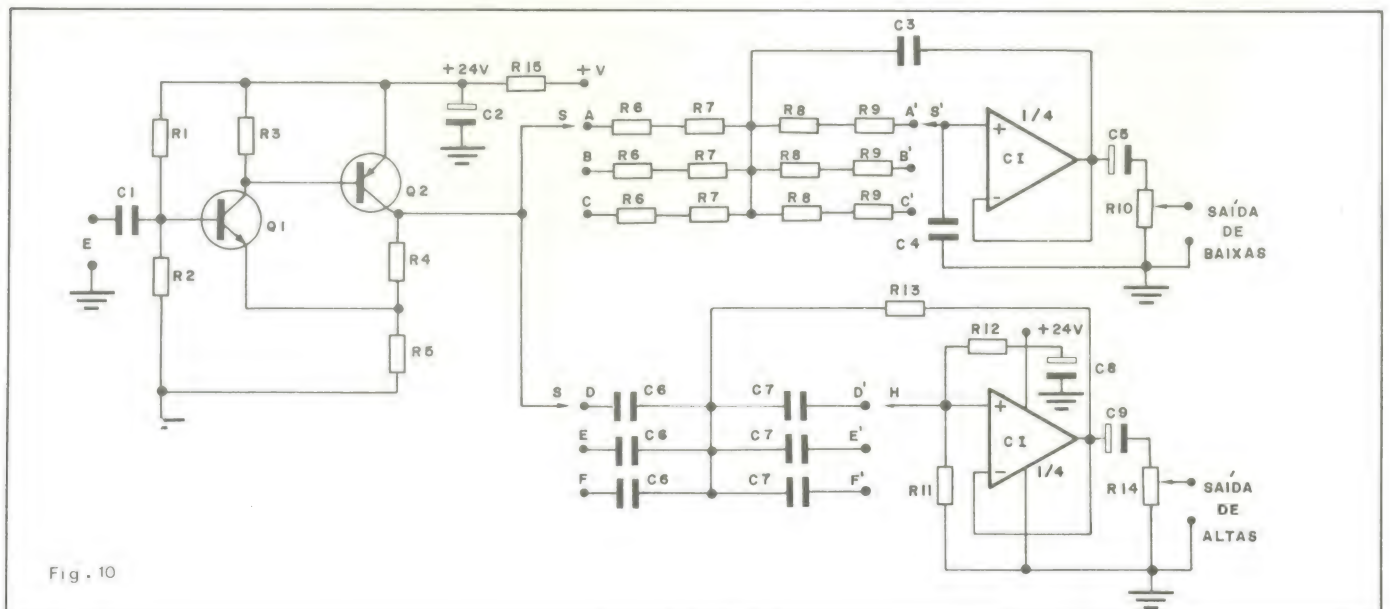 C3
+24V R15 +V
S A R6 R7 R8 R9 A' S' 1/4
R1 R3 C2
+
B R6 R7 R8 R9 B' CI C5
Q2
C R6 R7 R8 R9 C' -
C1 R10 SAÍDA
Q1 C4 DE
E BAIXAS
R2 R4
R13
R12 +24V
R5 C8
S D C6 C7 D' H
+ C9
E C6 C7 E' CI
- SAÍDA
F C6 C7 F' R11 1/4 R14 DE
ALTAS
Fig. 10